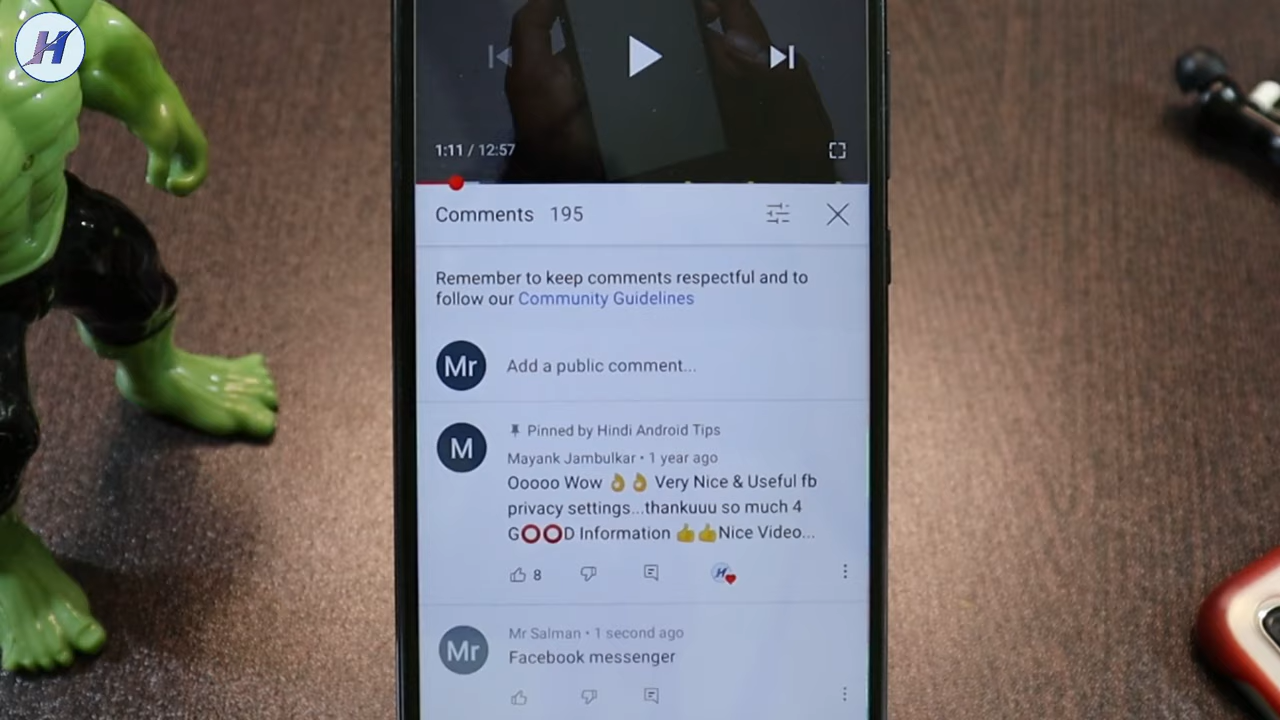 H
1:11 / 12:57
Comments 195
Remember to keep comments respectful and to
follow our Community Guidelines
Mr Add a public comment...
Pinned by Hindi Android Tips
M Mayank Jambulkar • 1 year ago
Ooooo Wow 👌👌 Very Nice & Useful fb
privacy settings...thankuuu so much 4
G⭕⭕D Information 👍👍Nice Video...
8 H
Mr Mr Salman • 1 second ago
Facebook messenger